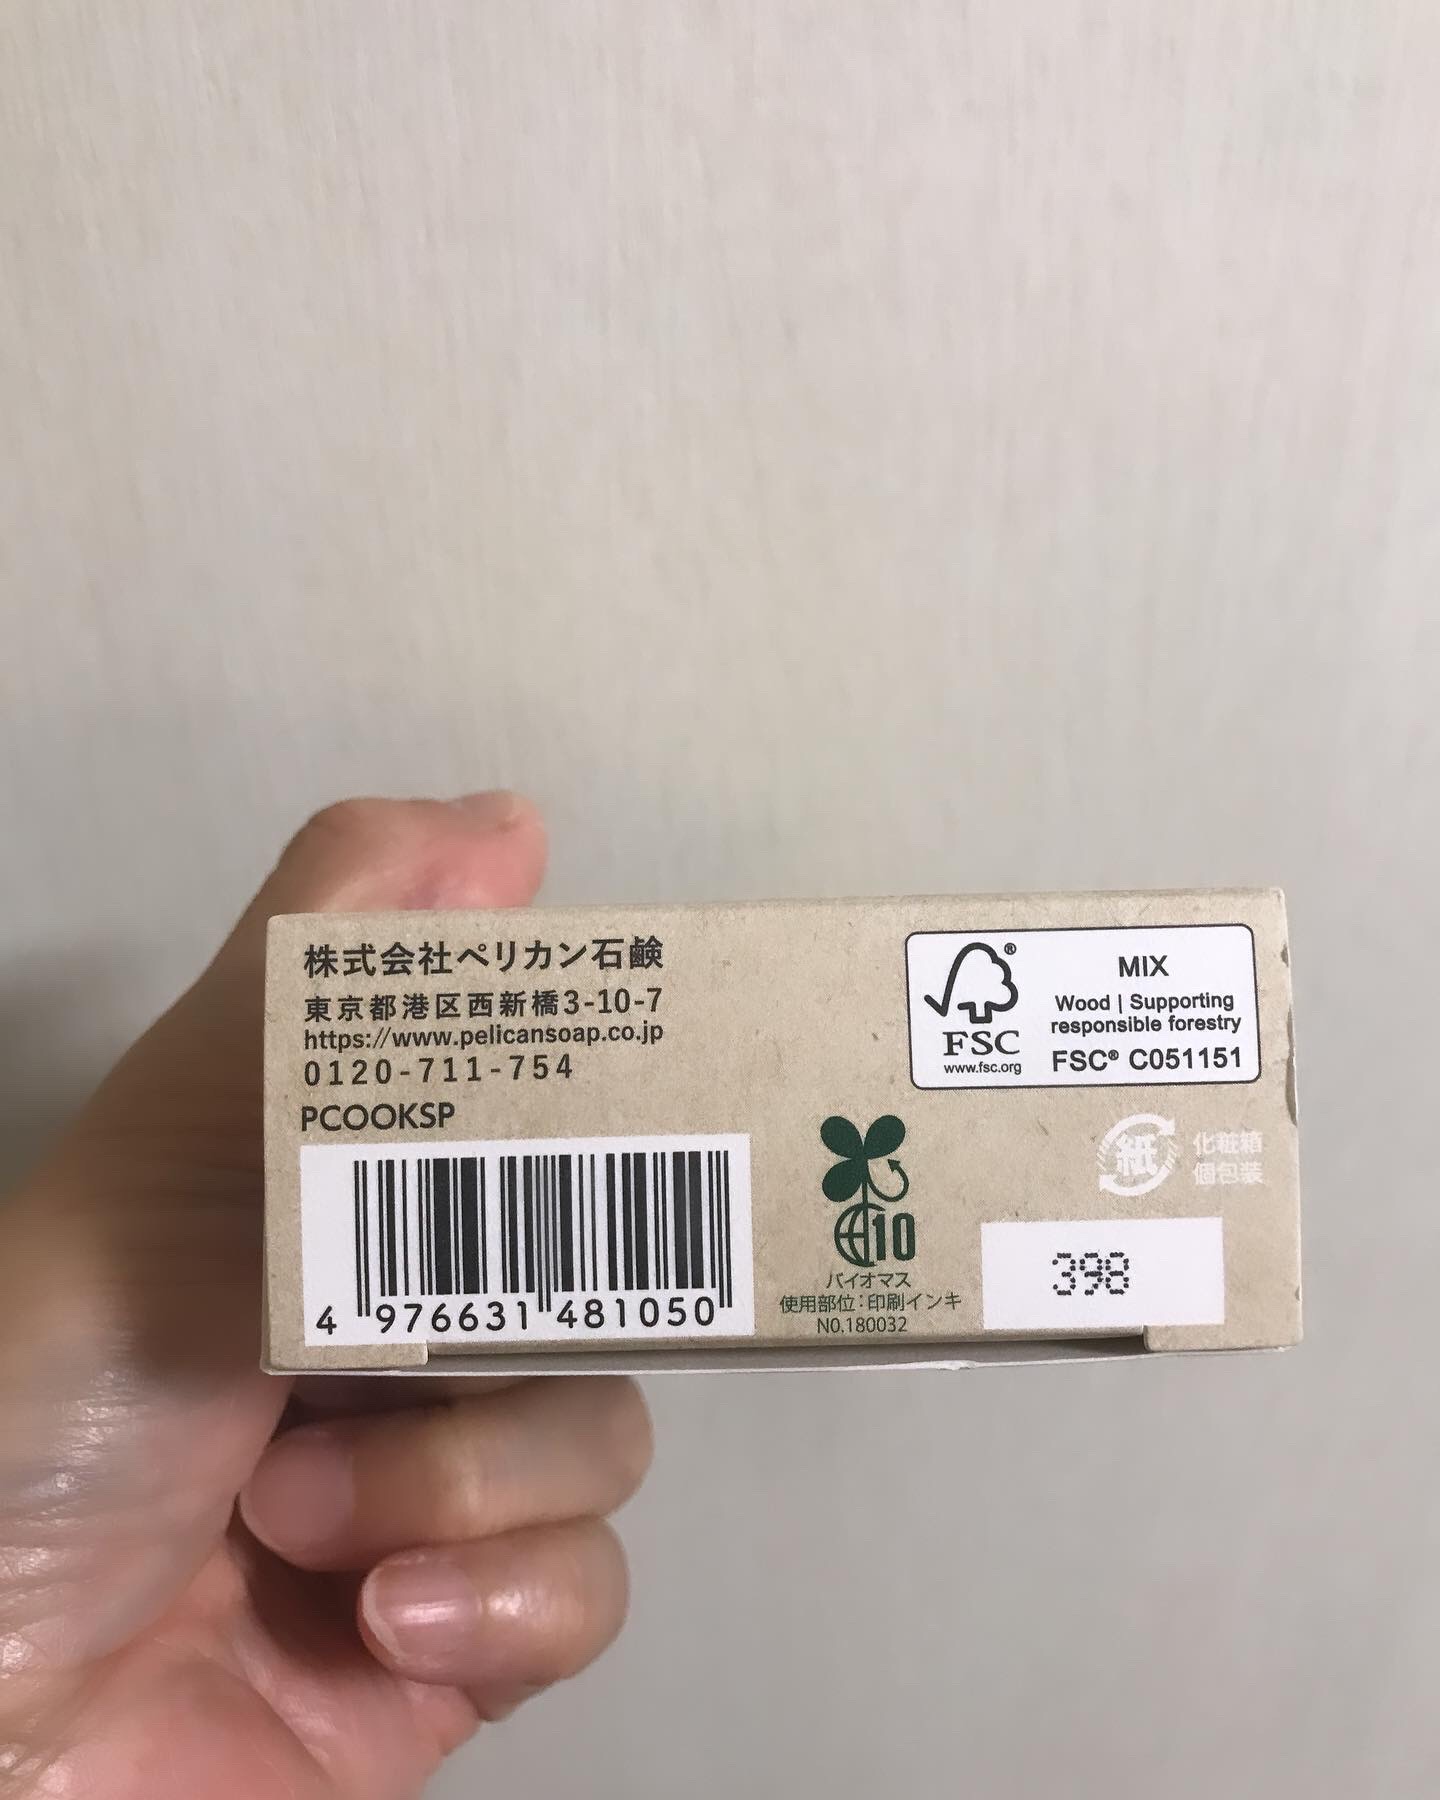 株式会社ペリカン石鹸
東京都港区西新橋3-10-7
https://www.pelicansoap.co.jp
0120-711-754
PCOOKSP
4 976631 481050
FSC
www.fsc.org
MIX
Wood | Supporting
responsible forestry
FSC® C051151
10
バイオマス
使用部位:印刷インキ
NO.180032
紙
化粧箱
個包装
398